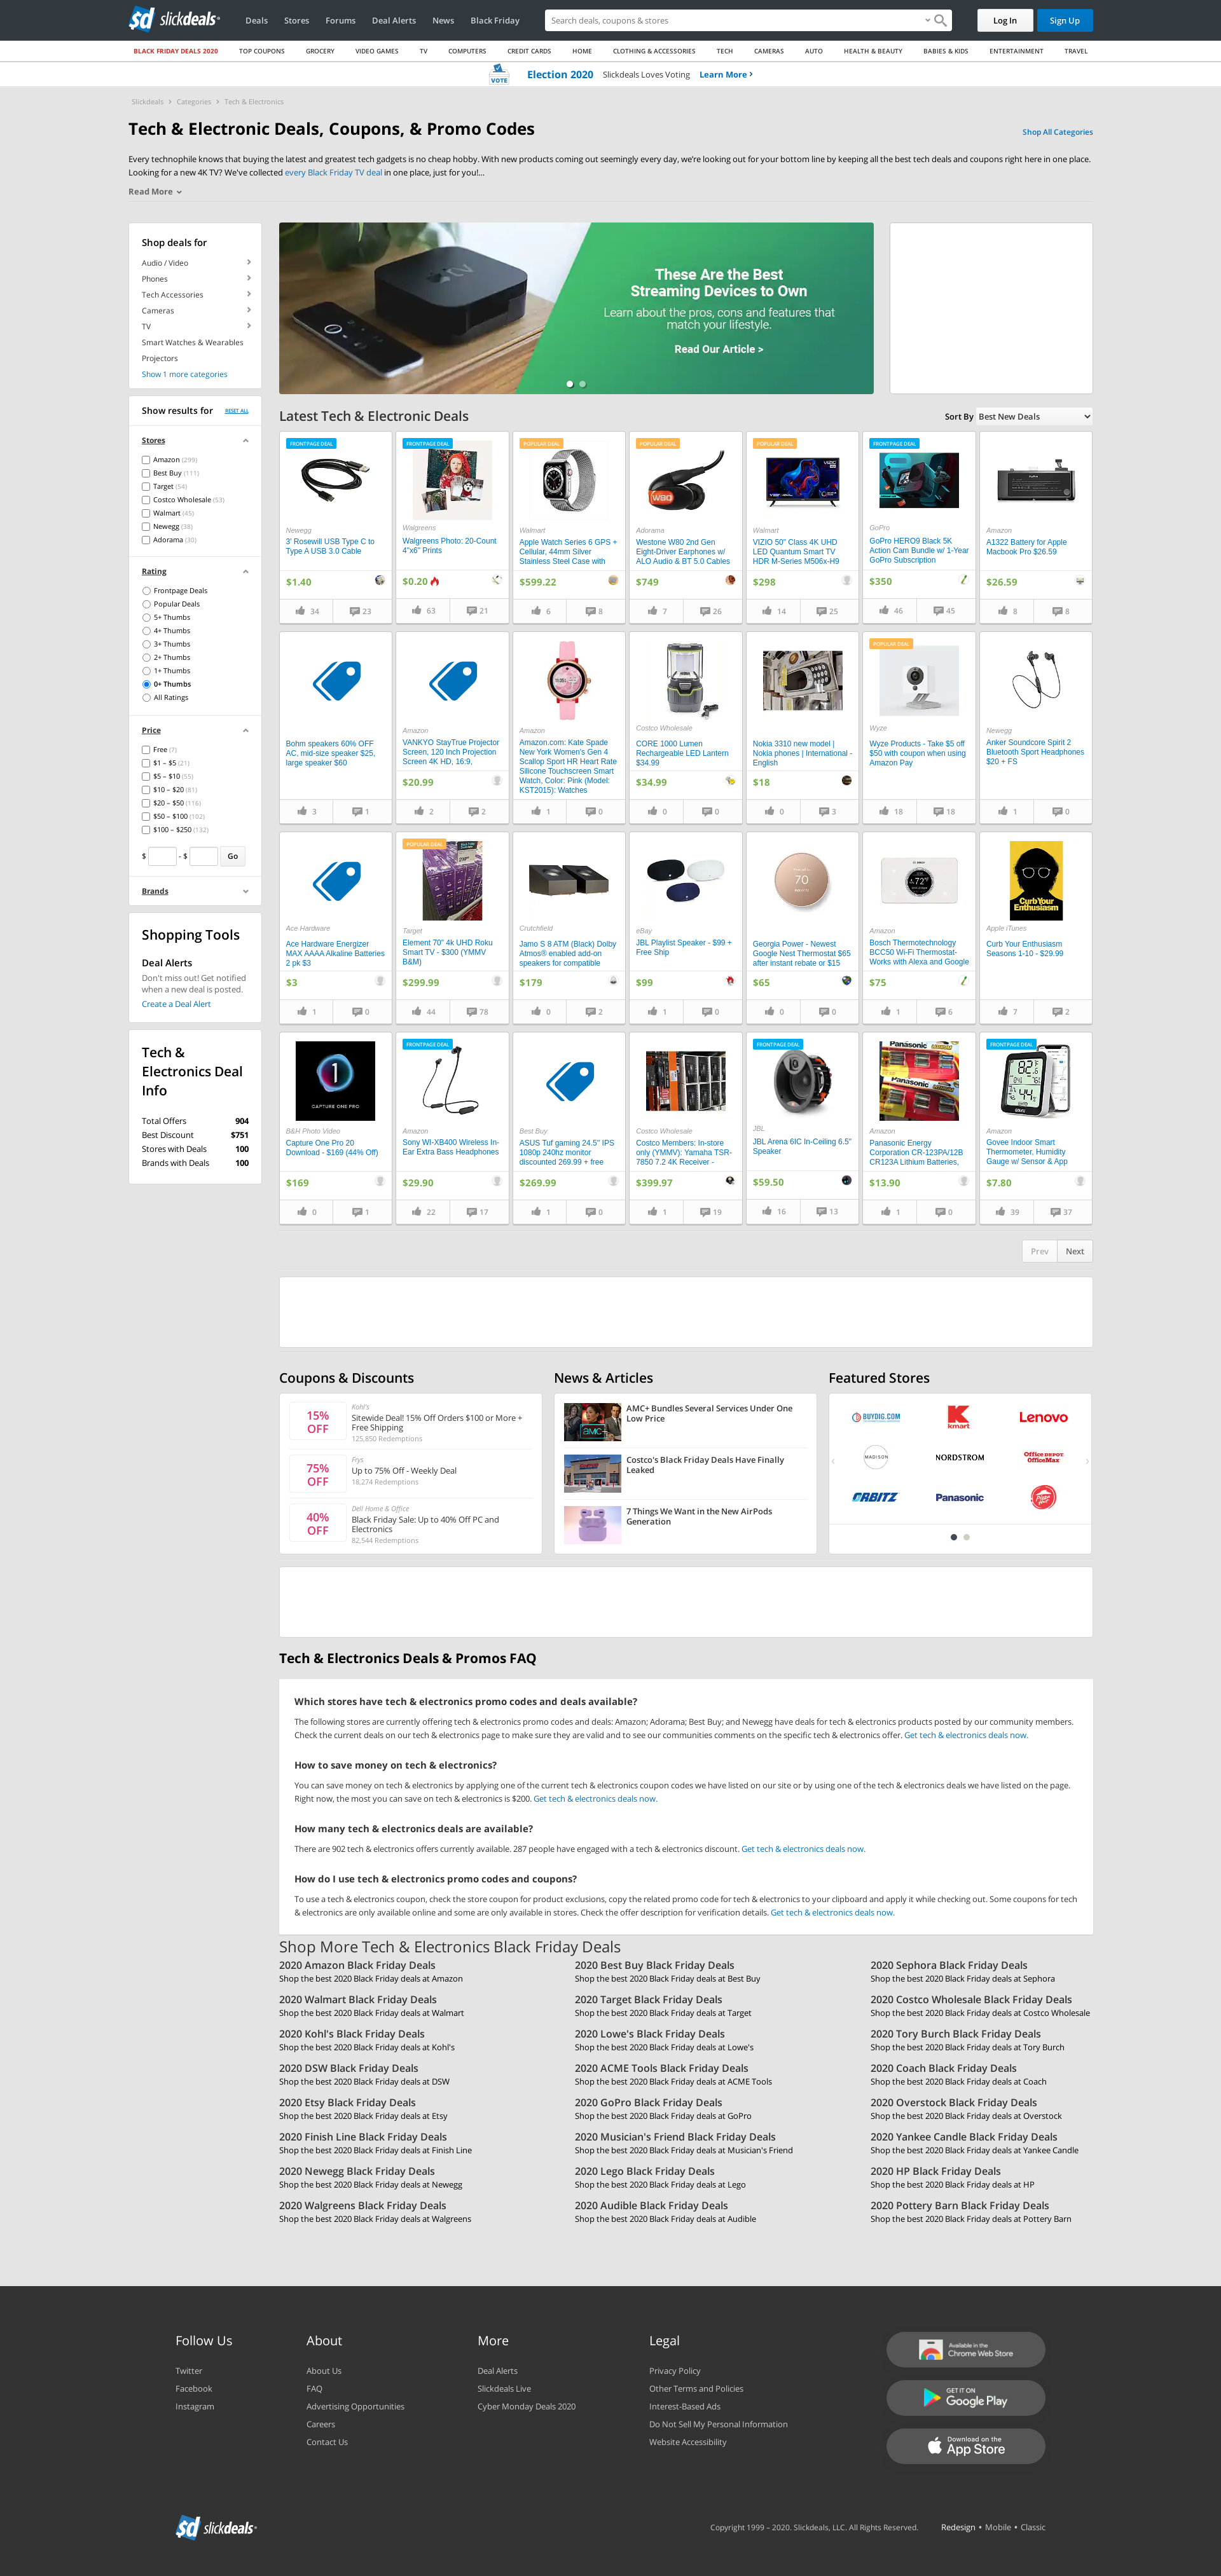 slickdeals
Deals
Stores
Forums
Deal Alerts
News
Black Friday
Search deals, coupons & stores
Log In
Sign Up
BLACK FRIDAY DEALS 2020
TOP COUPONS
GROCERY
VIDEO GAMES
TV
COMPUTERS
CREDIT CARDS
HOME
CLOTHING & ACCESSORIES
TECH
CAMERAS
AUTO
HEALTH & BEAUTY
BABIES & KIDS
ENTERTAINMENT
TRAVEL
VOTE
Election 2020 Slickdeals Loves Voting Learn More ›
Slickdeals › Categories › Tech & Electronics
Tech & Electronic Deals, Coupons, & Promo Codes
Shop All Categories
Every technophile knows that buying the latest and greatest tech gadgets is no cheap hobby. With new products coming out seemingly every day, we're looking out for your bottom line by keeping all the best tech deals and coupons right here in one place.
Looking for a new 4K TV? We've collected every Black Friday TV deal in one place, just for you!...
Read More
Shop deals for
Audio / Video
Phones
Tech Accessories
Cameras
TV
Smart Watches & Wearables
Projectors
Show 1 more categories
Show results for
RESET ALL
Stores
Amazon (299)
Best Buy (111)
Target (54)
Costco Wholesale (53)
Walmart (45)
Newegg (38)
Adorama (30)
Rating
Frontpage Deals
Popular Deals
5+ Thumbs
4+ Thumbs
3+ Thumbs
2+ Thumbs
1+ Thumbs
0+ Thumbs
All Ratings
Price
Free (7)
$1 – $5 (21)
$5 – $10 (55)
$10 – $20 (81)
$20 – $50 (116)
$50 – $100 (102)
$100 – $250 (132)
$ - $ Go
Brands
Shopping Tools
Deal Alerts
Don't miss out! Get notified
when a new deal is posted.
Create a Deal Alert
Tech &
Electronics Deal
Info
Total Offers 904
Best Discount $751
Stores with Deals 100
Brands with Deals 100
These Are the Best
Streaming Devices to Own
Learn about the pros, cons and features that
match your lifestyle.
Read Our Article >
Latest Tech & Electronic Deals
Sort By Best New Deals
FRONTPAGE DEAL
Newegg
3' Rosewill USB Type C to
Type A USB 3.0 Cable
$1.40
34 23
FRONTPAGE DEAL
Walgreens
Walgreens Photo: 20-Count
4"x6" Prints
$0.20
63 21
POPULAR DEAL
Walmart
Apple Watch Series 6 GPS +
Cellular, 44mm Silver
Stainless Steel Case with
$599.22
6 8
POPULAR DEAL
W80
Adorama
Westone W80 2nd Gen
Eight-Driver Earphones w/
ALO Audio & BT 5.0 Cables
$749
7 26
POPULAR DEAL
Walmart
VIZIO 50" Class 4K UHD
LED Quantum Smart TV
HDR M-Series M506x-H9
$298
14 25
FRONTPAGE DEAL
GoPro
GoPro HERO9 Black 5K
Action Cam Bundle w/ 1-Year
GoPro Subscription
$350
46 45
Amazon
A1322 Battery for Apple
Macbook Pro $26.59
$26.59
8 8
Bohm speakers 60% OFF
AC, mid-size speaker $25,
large speaker $60
3 1
Amazon
VANKYO StayTrue Projector
Screen, 120 Inch Projection
Screen 4K HD, 16:9,
$20.99
2 2
Amazon
Amazon.com: Kate Spade
New York Women's Gen 4
Scallop Sport HR Heart Rate
Silicone Touchscreen Smart
Watch, Color: Pink (Model:
KST2015): Watches
1 0
Costco Wholesale
CORE 1000 Lumen
Rechargeable LED Lantern
$34.99
$34.99
0 0
Nokia 3310 new model |
Nokia phones | International -
English
$18
0 3
POPULAR DEAL
Wyze
Wyze Products - Take $5 off
$50 with coupon when using
Amazon Pay
18 18
Newegg
Anker Soundcore Spirit 2
Bluetooth Sport Headphones
$20 + FS
1 0
Ace Hardware
Ace Hardware Energizer
MAX AAAA Alkaline Batteries
2 pk $3
$3
1 0
POPULAR DEAL
Target
Element 70" 4k UHD Roku
Smart TV - $300 (YMMV
B&M)
$299.99
44 78
Crutchfield
Jamo S 8 ATM (Black) Dolby
Atmos® enabled add-on
speakers for compatible
$179
0 2
eBay
JBL Playlist Speaker - $99 +
Free Ship
$99
1 0
70
Georgia Power - Newest
Google Nest Thermostat $65
after instant rebate or $15
$65
0 0
72
Amazon
Bosch Thermotechnology
BCC50 Wi-Fi Thermostat-
Works with Alexa and Google
$75
1 6
Curb Your
Enthusiasm
Apple iTunes
Curb Your Enthusiasm
Seasons 1-10 - $29.99
7 2
1
CAPTURE ONE PRO
B&H Photo Video
Capture One Pro 20
Download - $169 (44% Off)
$169
0 1
FRONTPAGE DEAL
Amazon
Sony WI-XB400 Wireless In-
Ear Extra Bass Headphones
$29.90
22 17
Best Buy
ASUS Tuf gaming 24.5" IPS
1080p 240hz monitor
discounted 269.99 + free
$269.99
1 0
Costco Wholesale
Costco Members: In-store
only (YMMV): Yamaha TSR-
7850 7.2 4K Receiver -
$399.97
1 19
FRONTPAGE DEAL
JBL
JBL Arena 6IC In-Ceiling 6.5"
Speaker
$59.50
16 13
Panasonic
Panasonic
Amazon
Panasonic Energy
Corporation CR-123PA/12B
CR123A Lithium Batteries,
$13.90
1 0
FRONTPAGE DEAL
Amazon
Govee Indoor Smart
Thermometer, Humidity
Gauge w/ Sensor & App
$7.80
39 37
Prev Next
Coupons & Discounts
15%
OFF
Kohl's
Sitewide Deal! 15% Off Orders $100 or More +
Free Shipping
125,850 Redemptions
75%
OFF
Frys
Up to 75% Off - Weekly Deal
18,274 Redemptions
40%
OFF
Dell Home & Office
Black Friday Sale: Up to 40% Off PC and
Electronics
82,544 Redemptions
News & Articles
aMC+
AMC+ Bundles Several Services Under One
Low Price
Costco's Black Friday Deals Have Finally
Leaked
7 Things We Want in the New AirPods
Generation
Featured Stores
BUYDIG.COM
kmart
Lenovo
MADISON
NORDSTROM
Office DEPOT
OfficeMax
ORBITZ
Panasonic
Pizza Hut
Tech & Electronics Deals & Promos FAQ
Which stores have tech & electronics promo codes and deals available?
The following stores are currently offering tech & electronics promo codes and deals: Amazon; Adorama; Best Buy; and Newegg have deals for tech & electronics products posted by our community members.
Check the current deals on our tech & electronics page to make sure they are valid and to see our communities comments on the specific tech & electronics offer. Get tech & electronics deals now.
How to save money on tech & electronics?
You can save money on tech & electronics by applying one of the current tech & electronics coupon codes we have listed on our site or by using one of the tech & electronics deals we have listed on the page.
Right now, the most you can save on tech & electronics is $200. Get tech & electronics deals now.
How many tech & electronics deals are available?
There are 902 tech & electronics offers currently available. 287 people have engaged with a tech & electronics discount. Get tech & electronics deals now.
How do I use tech & electronics promo codes and coupons?
To use a tech & electronics coupon, check the store coupon for product exclusions, copy the related promo code for tech & electronics to your clipboard and apply it while checking out. Some coupons for tech
& electronics are only available online and some are only available in stores. Check the offer description for verification details. Get tech & electronics deals now.
Shop More Tech & Electronics Black Friday Deals
2020 Amazon Black Friday Deals
Shop the best 2020 Black Friday deals at Amazon
2020 Best Buy Black Friday Deals
Shop the best 2020 Black Friday deals at Best Buy
2020 Sephora Black Friday Deals
Shop the best 2020 Black Friday deals at Sephora
2020 Walmart Black Friday Deals
Shop the best 2020 Black Friday deals at Walmart
2020 Target Black Friday Deals
Shop the best 2020 Black Friday deals at Target
2020 Costco Wholesale Black Friday Deals
Shop the best 2020 Black Friday deals at Costco Wholesale
2020 Kohl's Black Friday Deals
Shop the best 2020 Black Friday deals at Kohl's
2020 Lowe's Black Friday Deals
Shop the best 2020 Black Friday deals at Lowe's
2020 Tory Burch Black Friday Deals
Shop the best 2020 Black Friday deals at Tory Burch
2020 DSW Black Friday Deals
Shop the best 2020 Black Friday deals at DSW
2020 ACME Tools Black Friday Deals
Shop the best 2020 Black Friday deals at ACME Tools
2020 Coach Black Friday Deals
Shop the best 2020 Black Friday deals at Coach
2020 Etsy Black Friday Deals
Shop the best 2020 Black Friday deals at Etsy
2020 GoPro Black Friday Deals
Shop the best 2020 Black Friday deals at GoPro
2020 Overstock Black Friday Deals
Shop the best 2020 Black Friday deals at Overstock
2020 Finish Line Black Friday Deals
Shop the best 2020 Black Friday deals at Finish Line
2020 Musician's Friend Black Friday Deals
Shop the best 2020 Black Friday deals at Musician's Friend
2020 Yankee Candle Black Friday Deals
Shop the best 2020 Black Friday deals at Yankee Candle
2020 Newegg Black Friday Deals
Shop the best 2020 Black Friday deals at Newegg
2020 Lego Black Friday Deals
Shop the best 2020 Black Friday deals at Lego
2020 HP Black Friday Deals
Shop the best 2020 Black Friday deals at HP
2020 Walgreens Black Friday Deals
Shop the best 2020 Black Friday deals at Walgreens
2020 Audible Black Friday Deals
Shop the best 2020 Black Friday deals at Audible
2020 Pottery Barn Black Friday Deals
Shop the best 2020 Black Friday deals at Pottery Barn
Follow Us
Twitter
Facebook
Instagram
About
About Us
FAQ
Advertising Opportunities
Careers
Contact Us
More
Deal Alerts
Slickdeals Live
Cyber Monday Deals 2020
Legal
Privacy Policy
Other Terms and Policies
Interest-Based Ads
Do Not Sell My Personal Information
Website Accessibility
Available in the
Chrome Web Store
GET IT ON
Google Play
Download on the
App Store
slickdeals
Copyright 1999 – 2020. Slickdeals, LLC. All Rights Reserved.
Redesign • Mobile • Classic